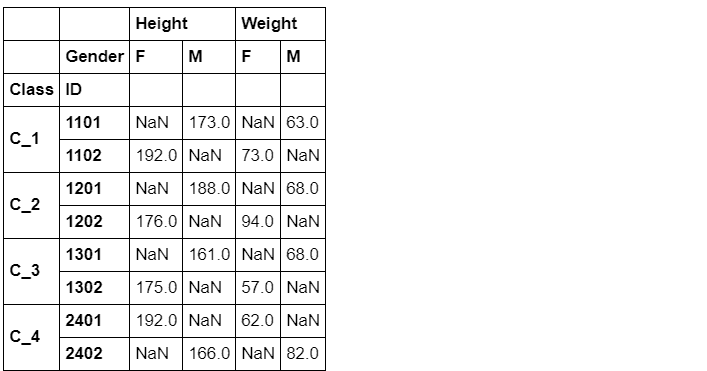 Height Weight
Gender F M F M
Class ID
C_1 1101 NaN 173.0 NaN 63.0
1102 192.0 NaN 73.0 NaN
C_2 1201 NaN 188.0 NaN 68.0
1202 176.0 NaN 94.0 NaN
C_3 1301 NaN 161.0 NaN 68.0
1302 175.0 NaN 57.0 NaN
C_4 2401 192.0 NaN 62.0 NaN
2402 NaN 166.0 NaN 82.0